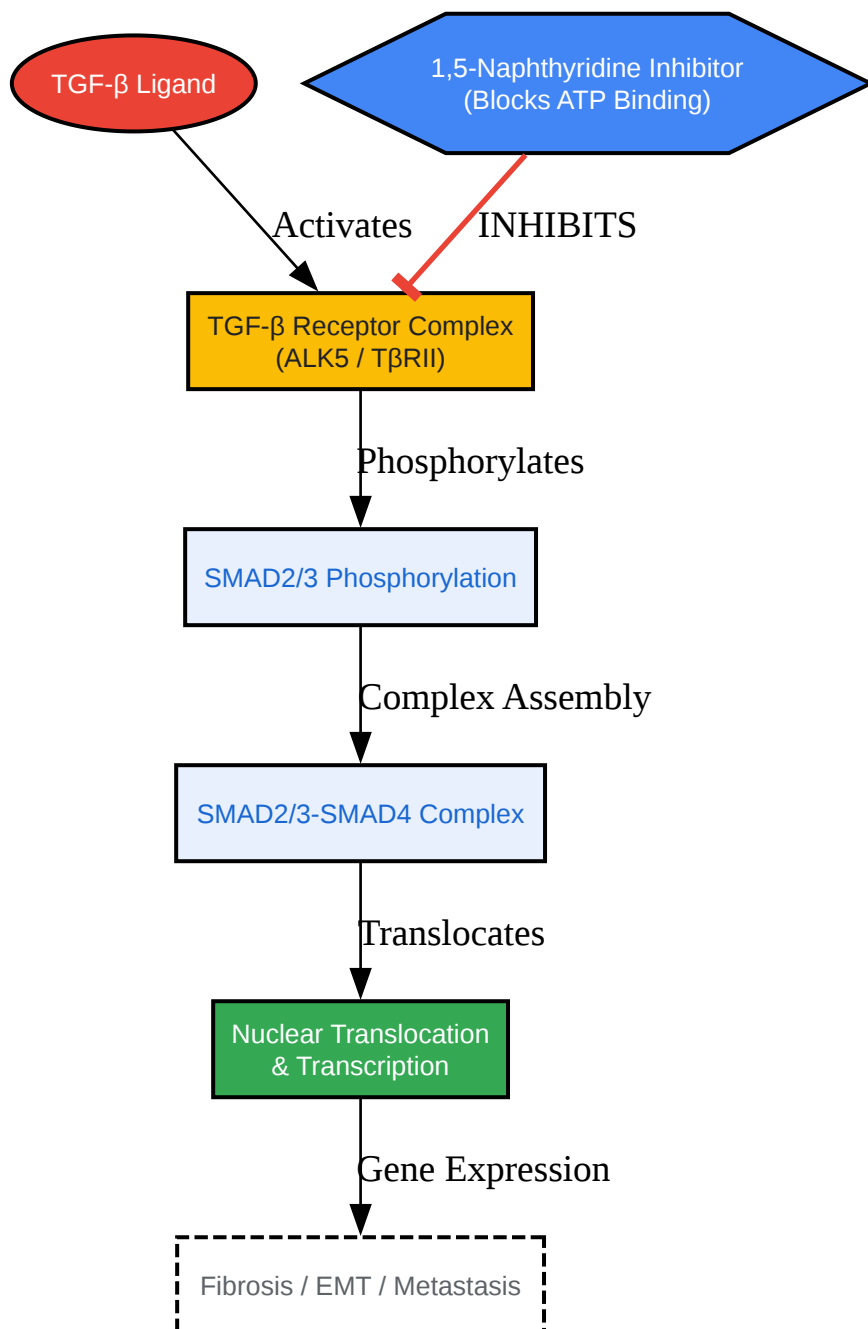 TGF-β Ligand
1,5-Naphthyridine Inhibitor
(Blocks ATP Binding)
Activates
INHIBITS
TGF-β Receptor Complex
(ALK5 / TβRII)
Phosphorylates
SMAD2/3 Phosphorylation
Complex Assembly
SMAD2/3-SMAD4 Complex
Translocates
Nuclear Translocation
& Transcription
Gene Expression
Fibrosis / EMT / Metastasis